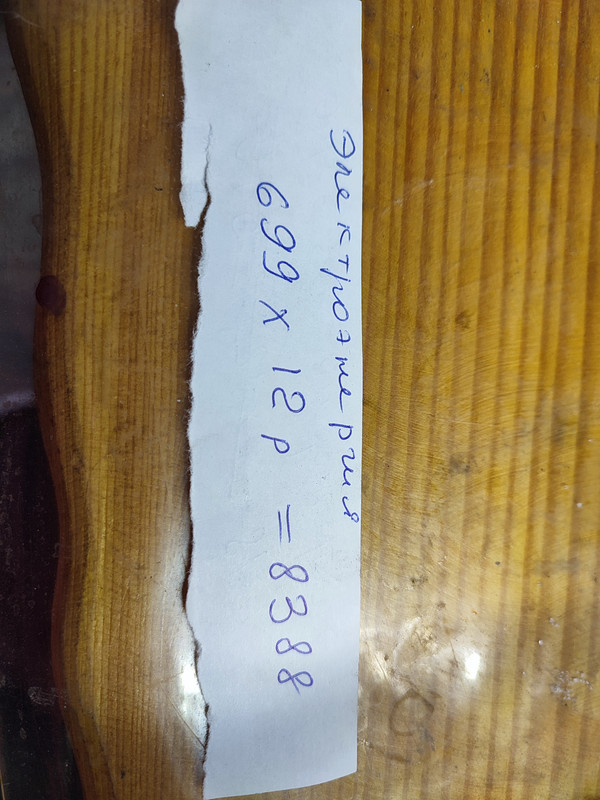 Электроэнергия
699 x 12 р = 8388